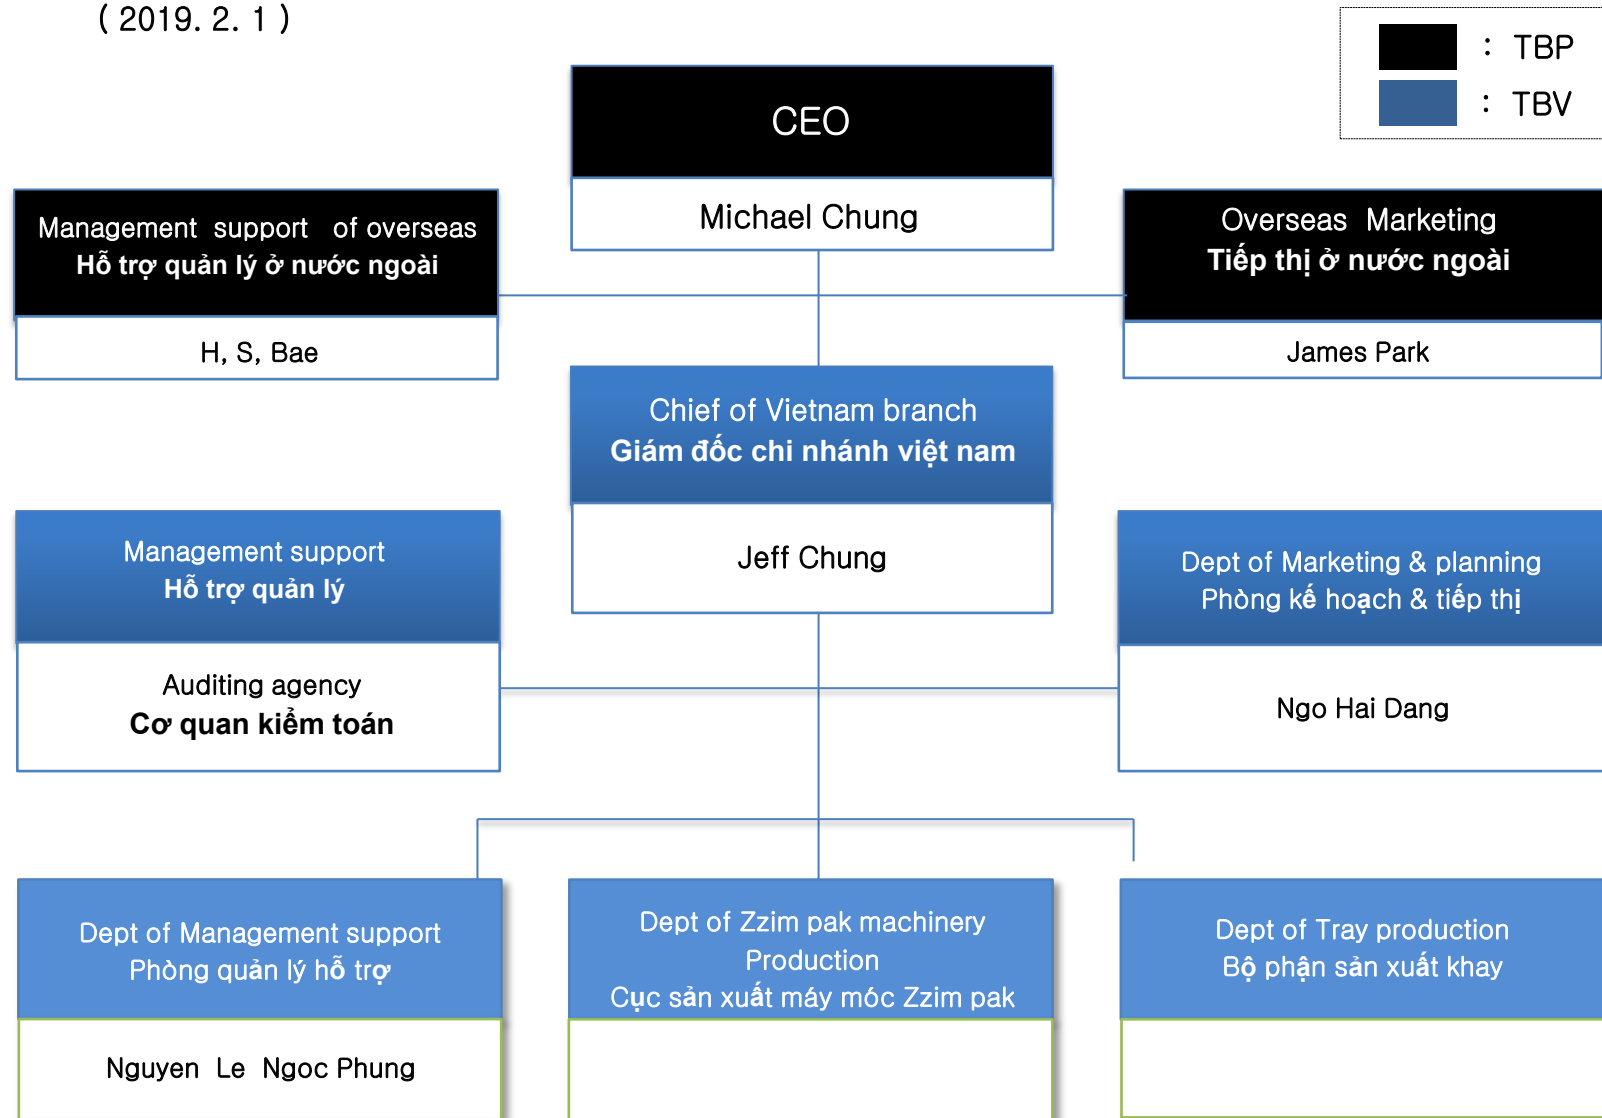 ( 2019. 2. 1 )
: TBP
: TBV
CEO
Michael Chung
Management support of overseas
Hỗ trợ quản lý ở nước ngoài
H, S, Bae
Overseas Marketing
Tiếp thị ở nước ngoài
James Park
Chief of Vietnam branch
Giám đốc chi nhánh việt nam
Jeff Chung
Management support
Hỗ trợ quản lý
Auditing agency
Cơ quan kiểm toán
Dept of Marketing & planning
Phòng kế hoạch & tiếp thị
Ngo Hai Dang
Dept of Management support
Phòng quản lý hỗ trợ
Nguyen Le Ngoc Phung
Dept of Zzim pak machinery
Production
Cục sản xuất máy móc Zzim pak
Dept of Tray production
Bộ phận sản xuất khay